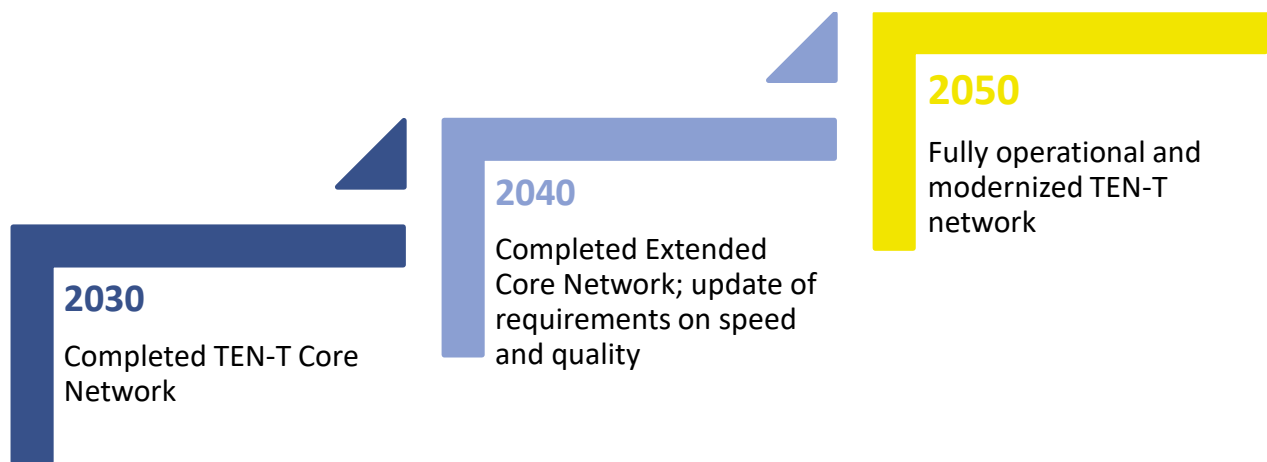 2030
Completed TEN-T Core
Network
2040
Completed Extended
Core Network; update of
requirements on speed
and quality
2050
Fully operational and
modernized TEN-T
network